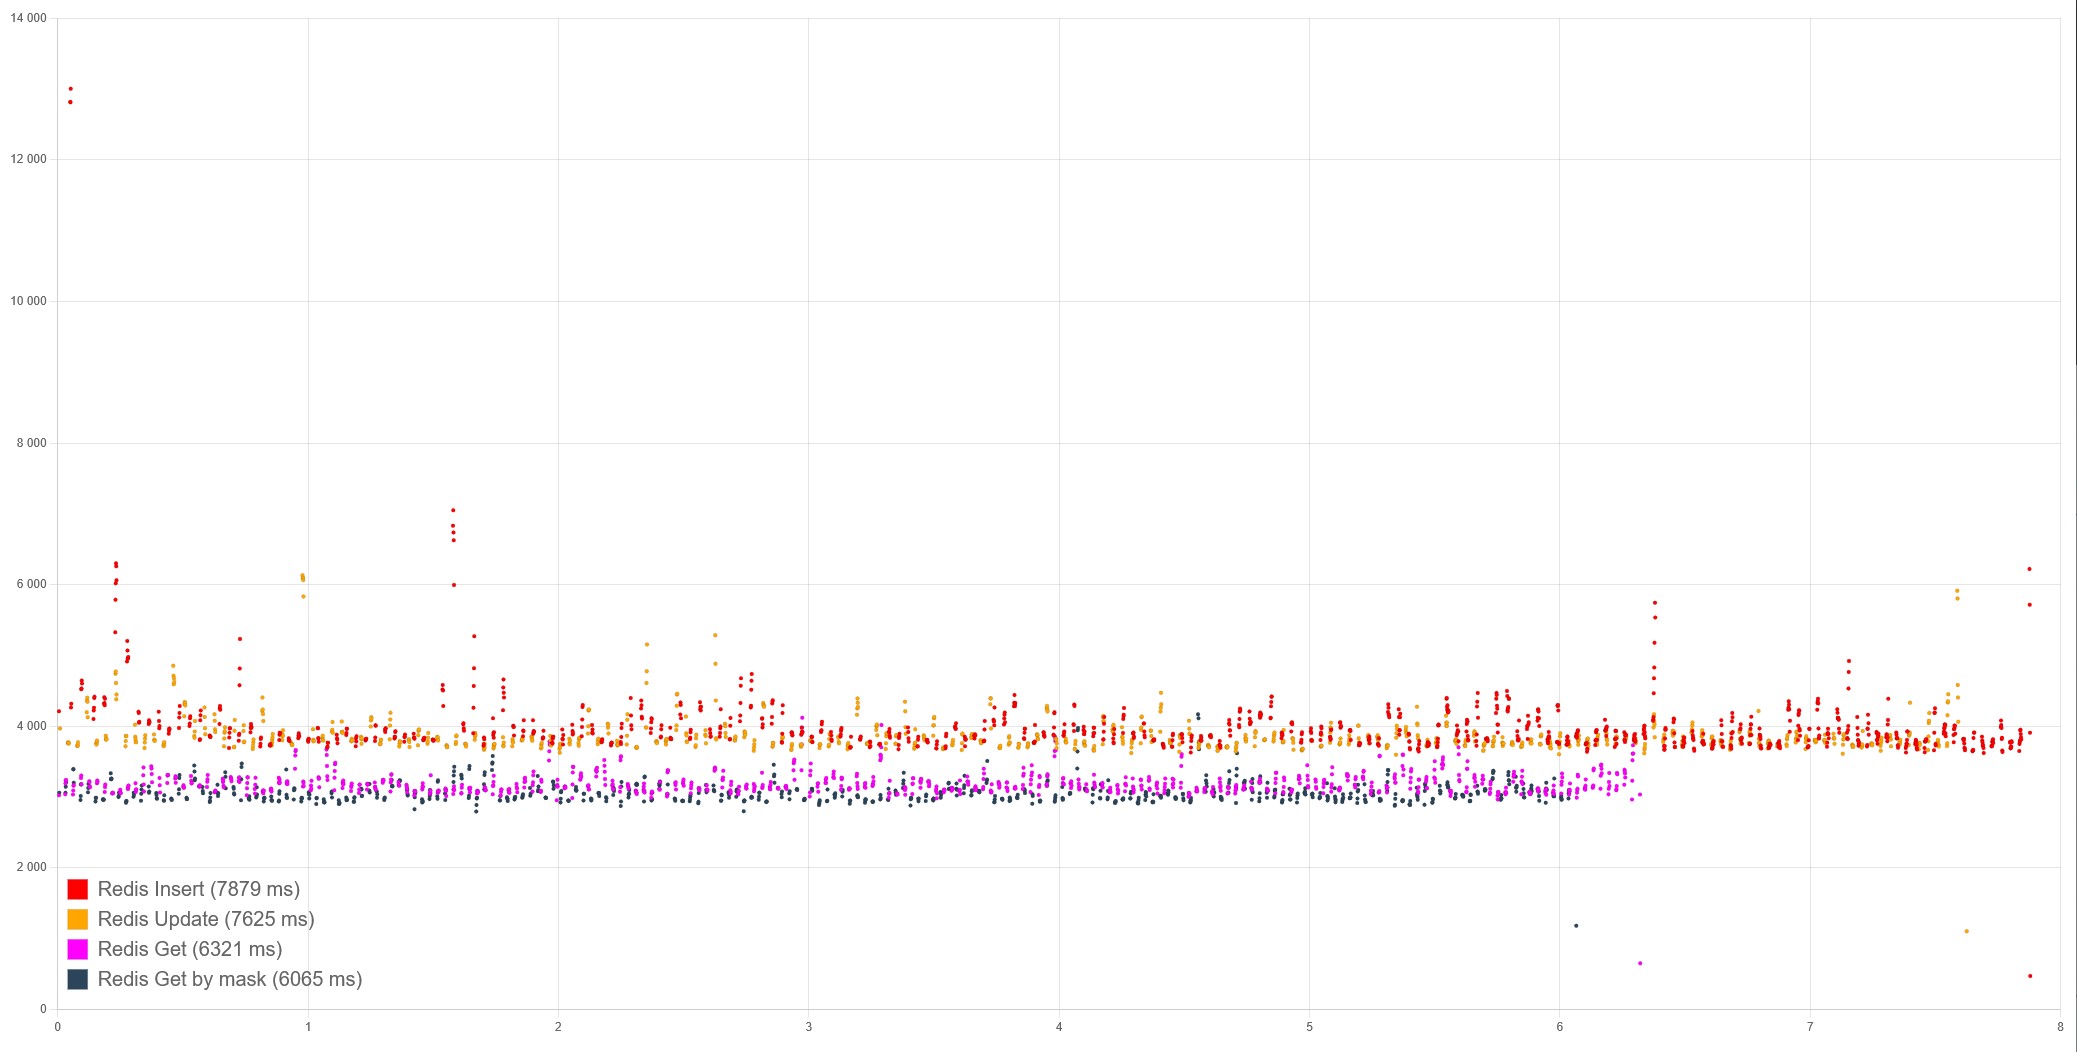 14 000
12 000
10 000
8 000
6 000
4 000
2 000
Redis Insert (7879 ms)
Redis Update (7625 ms)
Redis Get (6321 ms)
Redis Get by mask (6065 ms)
0
0 1 2 3 4 5 6 7 8